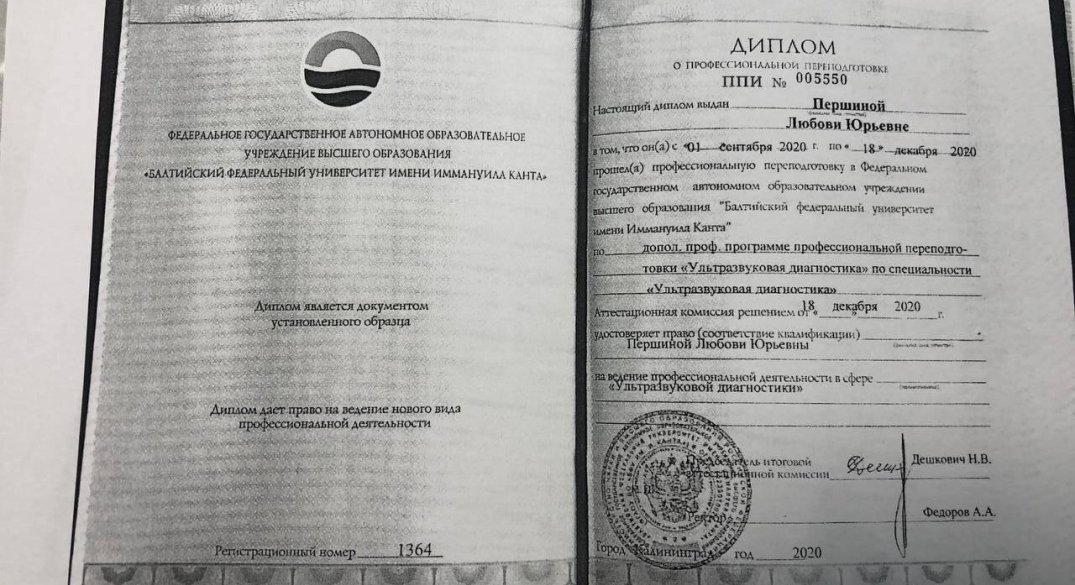 ФЕДЕРАЛЬНОЕ ГОСУДАРСТВЕННОЕ АВТОНОМНОЕ ОБРАЗОВАТЕЛЬНОЕ
УЧРЕЖДЕНИЕ ВЫСШЕГО ОБРАЗОВАНИЯ
«БАЛТИЙСКИЙ ФЕДЕРАЛЬНЫЙ УНИВЕРСИТЕТ ИМЕНИ ИММАНУИЛА КАНТА»
Диплом является документом
установленного образца
Диплом дает право на ведение нового вида
профессиональной деятельности
Регистрационный номер 1364
ДИПЛОМ
О ПРОФЕССИОНАЛЬНОЙ ПЕРЕПОДГОТОВКЕ
ППИ № 005550
Настоящий диплом выдан Першиной
Любови Юрьевне
в том, что он(а) с «01 сентября 2020 г. по « 18 » декабря 2020
прошел(а) профессиональную переподготовку в Федеральном
государственном автономном образовательном учреждении
высшего образования "Балтийский федеральный университет
имени Иммануила Канта"
по допол. проф. программе профессиональной переподго-
товки «Ультразвуковая диагностика» по специальности
«Ультразвуковая диагностика»
Аттестационная комиссия решением от « 18 » декабря 2020 г.
удостоверяет право (соответствие квалификации)
Першиной Любови Юрьевны
на ведение профессиональной деятельности в сфере
«Ультразвуковой диагностики»
Председатель итоговой
аттестационной комиссии Дешкович Н.В.
Ректор Федоров А.А.
Город Калининград год 2020